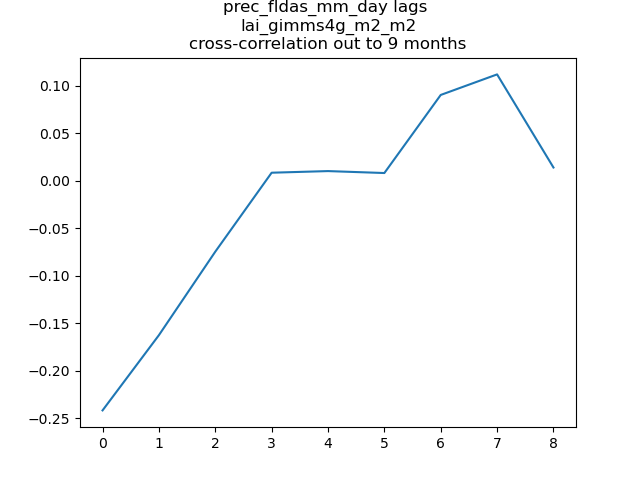 prec_fldas_mm_day lags
lai_gimms4g_m2_m2
cross-correlation out to 9 months
0.10
0.05
0.00
−0.05
−0.10
−0.15
−0.20
−0.25
0 1 2 3 4 5 6 7 8